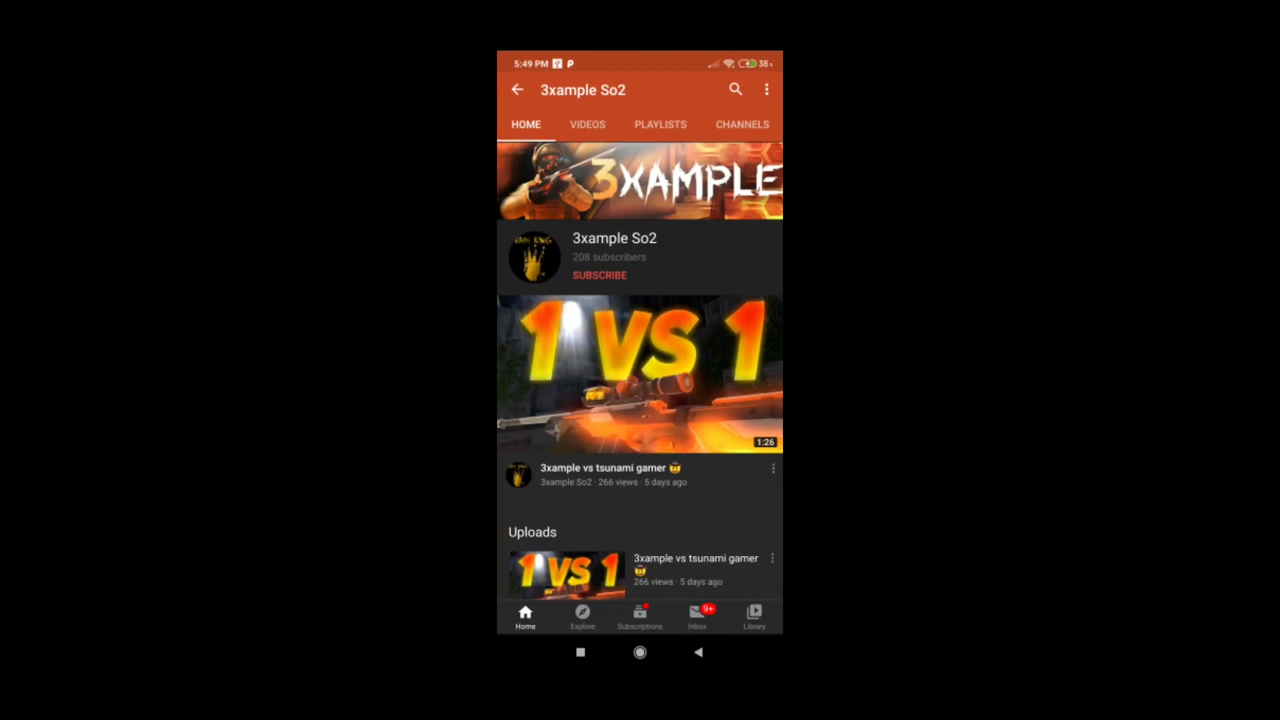 5:49 PM 38%
3xample So2
HOME VIDEOS PLAYLISTS CHANNELS
3XAMPLE
3xample So2
208 subscribers
SUBSCRIBE
1 VS 1
1:26
3xample vs tsunami gamer 🤠
3xample So2 · 266 views · 5 days ago
Uploads
1 VS 1
3xample vs tsunami gamer
🤠
266 views · 5 days ago
9+
Home Explore Subscriptions Inbox Library